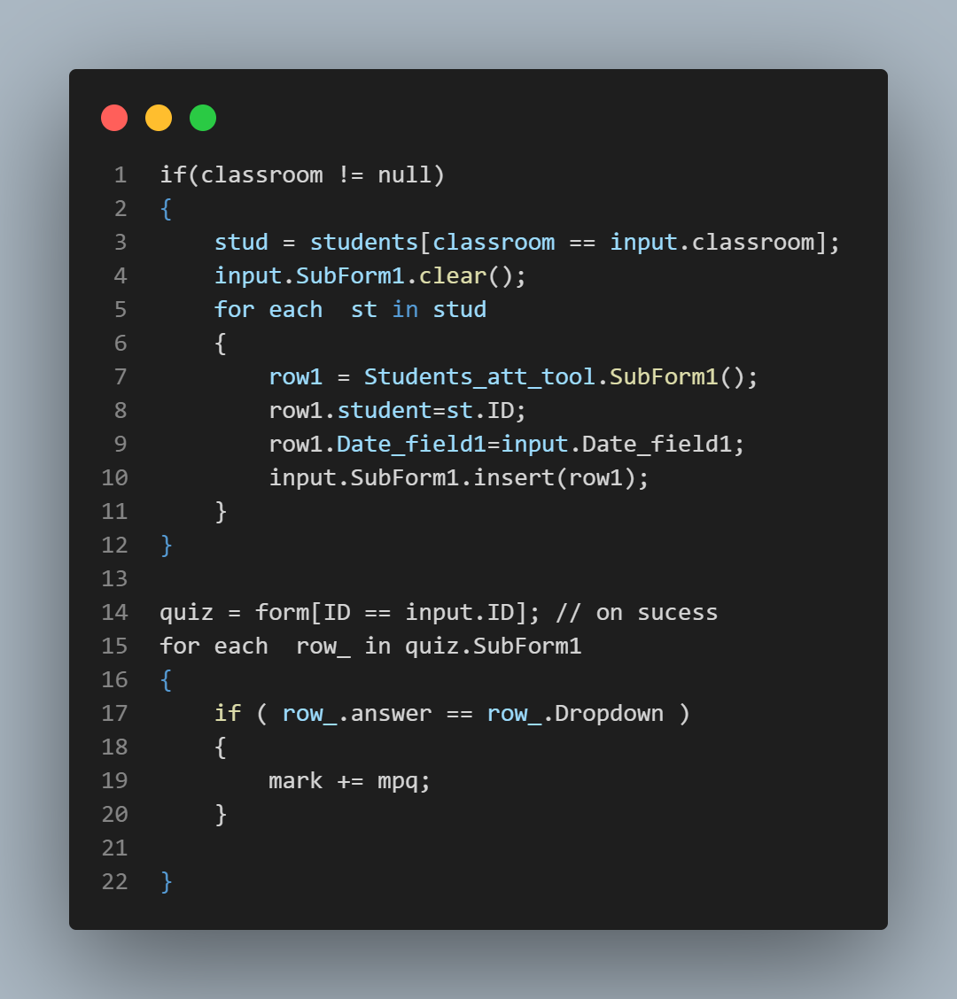 1 if(classroom != null)
2 {
3     stud = students[classroom == input.classroom];
4     input.SubForm1.clear();
5     for each  st in stud
6     {
7         row1 = Students_att_tool.SubForm1();
8         row1.student=st.ID;
9         row1.Date_field1=input.Date_field1;
10         input.SubForm1.insert(row1);
11     }
12 }
13
14 quiz = form[ID == input.ID]; // on sucess
15 for each  row_ in quiz.SubForm1
16 {
17     if ( row_.answer == row_.Dropdown )
18     {
19         mark += mpq;
20     }
21
22 }